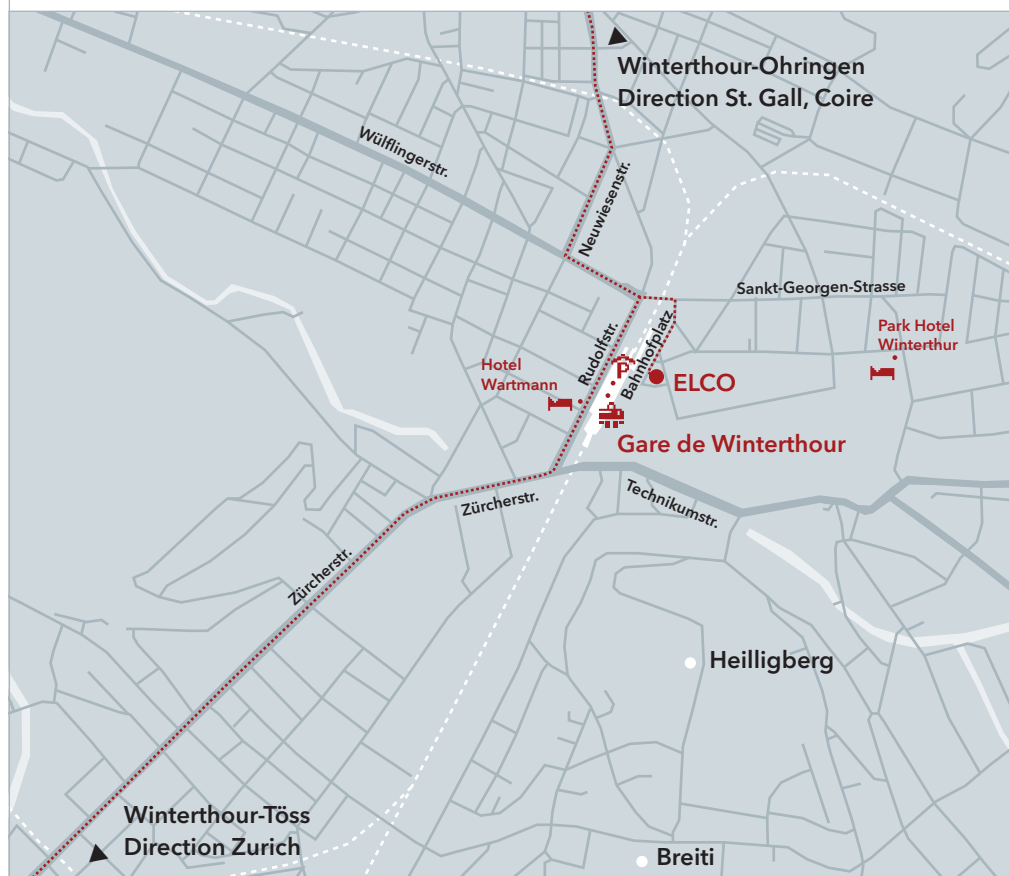 Winterthour-Ohringen
Direction St. Gall, Coire
Wülflingerstr.
Neuwiesenstr.
Sankt-Georgen-Strasse
Rudolfstr.
Bahnhofplatz
P
Park Hotel
Winterthur
Hotel
Wartmann
ELCO
Gare de Winterthour
Zürcherstr.
Technikumstr.
Zürcherstr.
Heilligberg
Winterthour-Töss
Direction Zurich
Breiti